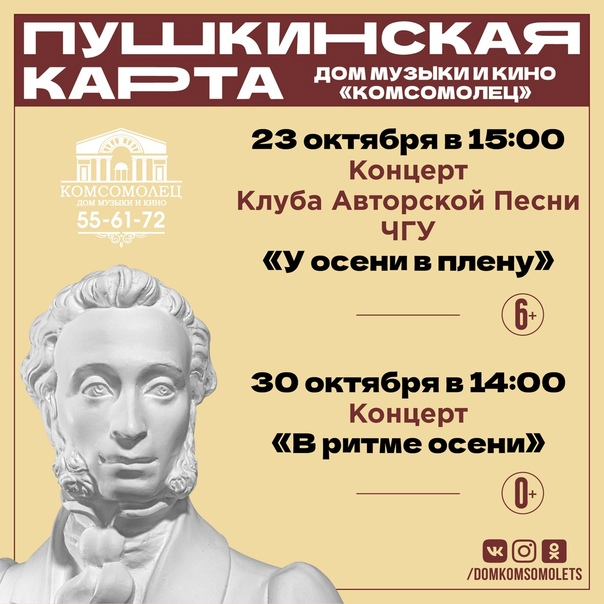 ПУШКИНСКАЯ
КАРТА
ДОМ МУЗЫКИ И КИНО
«КОМСОМОЛЕЦ»
КОМСОМОЛЕЦ
ДОМ МУЗЫКИ И КИНО
55-61-72
23 октября в 15:00
Концерт
Клуба Авторской Песни
ЧГУ
«У осени в плену»
6+
30 октября в 14:00
Концерт
«В ритме осени»
0+
/DOMKOMSOMOLETS